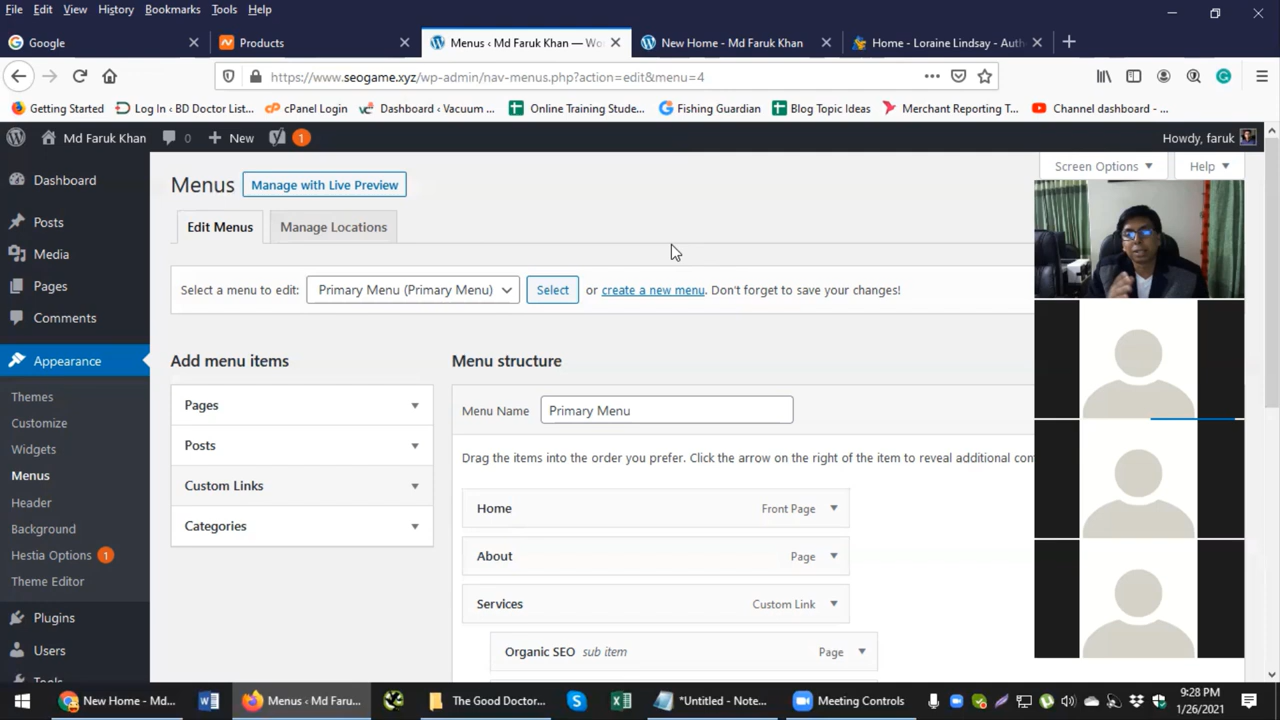 File Edit View History Bookmarks Tools Help
Google
Products
Menus ‹ Md Faruk Khan — Wo
New Home - Md Faruk Khan
Home - Loraine Lindsay - Auth
https://www.seogame.xyz/wp-admin/nav-menus.php?action=edit&menu=4
Getting Started
Log In ‹ BD Doctor List...
cPanel Login
Dashboard ‹ Vacuum ...
Online Training Stude...
Fishing Guardian
Blog Topic Ideas
Merchant Reporting T...
Channel dashboard - ...
Md Faruk Khan
0
New
1
Howdy, faruk
Dashboard
Posts
Media
Pages
Comments
Appearance
Themes
Customize
Widgets
Menus
Header
Background
Hestia Options 1
Theme Editor
Plugins
Users
Tools
Menus
Manage with Live Preview
Screen Options
Help
Edit Menus
Manage Locations
Select a menu to edit:
Primary Menu (Primary Menu)
Select
or create a new menu. Don't forget to save your changes!
Add menu items
Pages
Posts
Custom Links
Categories
Menu structure
Menu Name
Primary Menu
Drag the items into the order you prefer. Click the arrow on the right of the item to reveal additional con
Home Front Page
About Page
Services Custom Link
Organic SEO sub item Page
New Home - Md...
Menus ‹ Md Faru...
The Good Doctor...
*Untitled - Note...
Meeting Controls
9:28 PM
1/26/2021